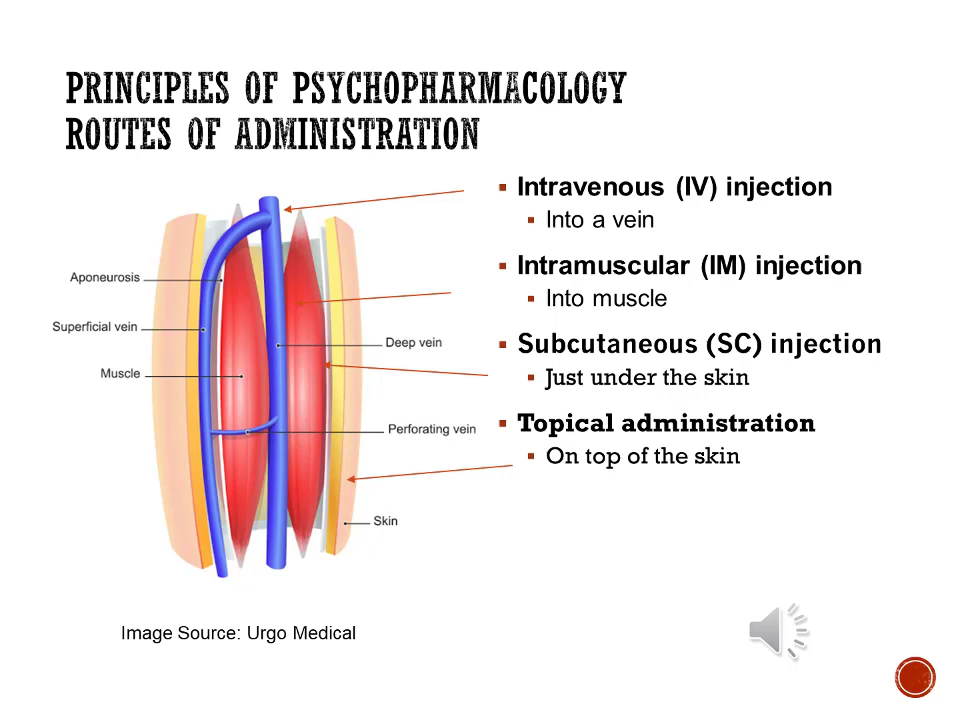 PRINCIPLES OF PSYCHOPHARMACOLOGY
ROUTES OF ADMINISTRATION
Intravenous (IV) injection
Into a vein
Intramuscular (IM) injection
Into muscle
Subcutaneous (SC) injection
Just under the skin
Topical administration
On top of the skin
Aponeurosis
Superficial vein
Muscle
Deep vein
Perforating vein
Skin
Image Source: Urgo Medical